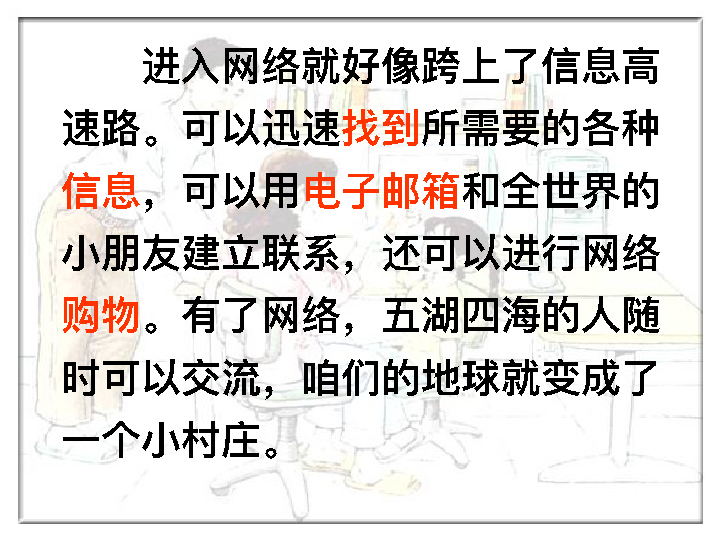 进入网络就好像跨上了信息高
速路。可以迅速找到所需要的各种
信息，可以用电子邮箱和全世界的
小朋友建立联系，还可以进行网络
购物。有了网络，五湖四海的人随
时可以交流，咱们的地球就变成了
一个小村庄。